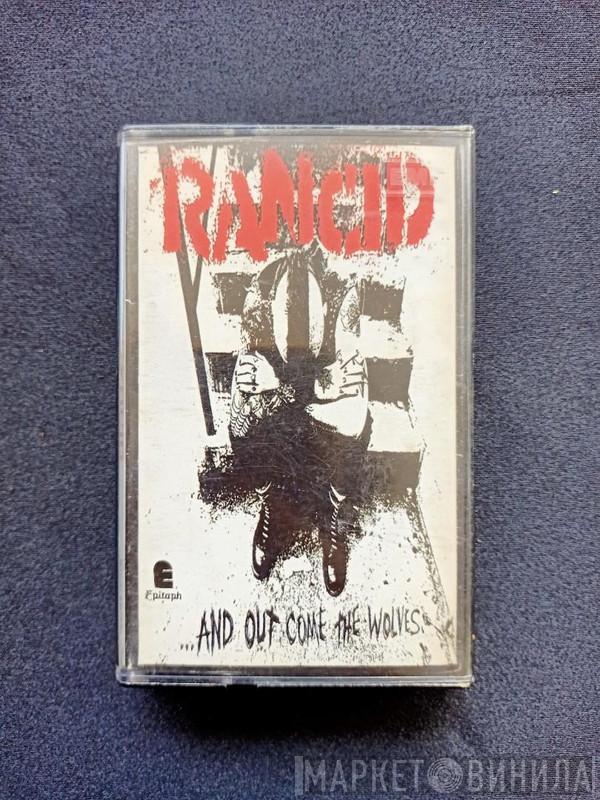 RANCID
E
Epitaph
...AND OUT COME THE WOLVES
МАРКЕТ ВИНИЛА